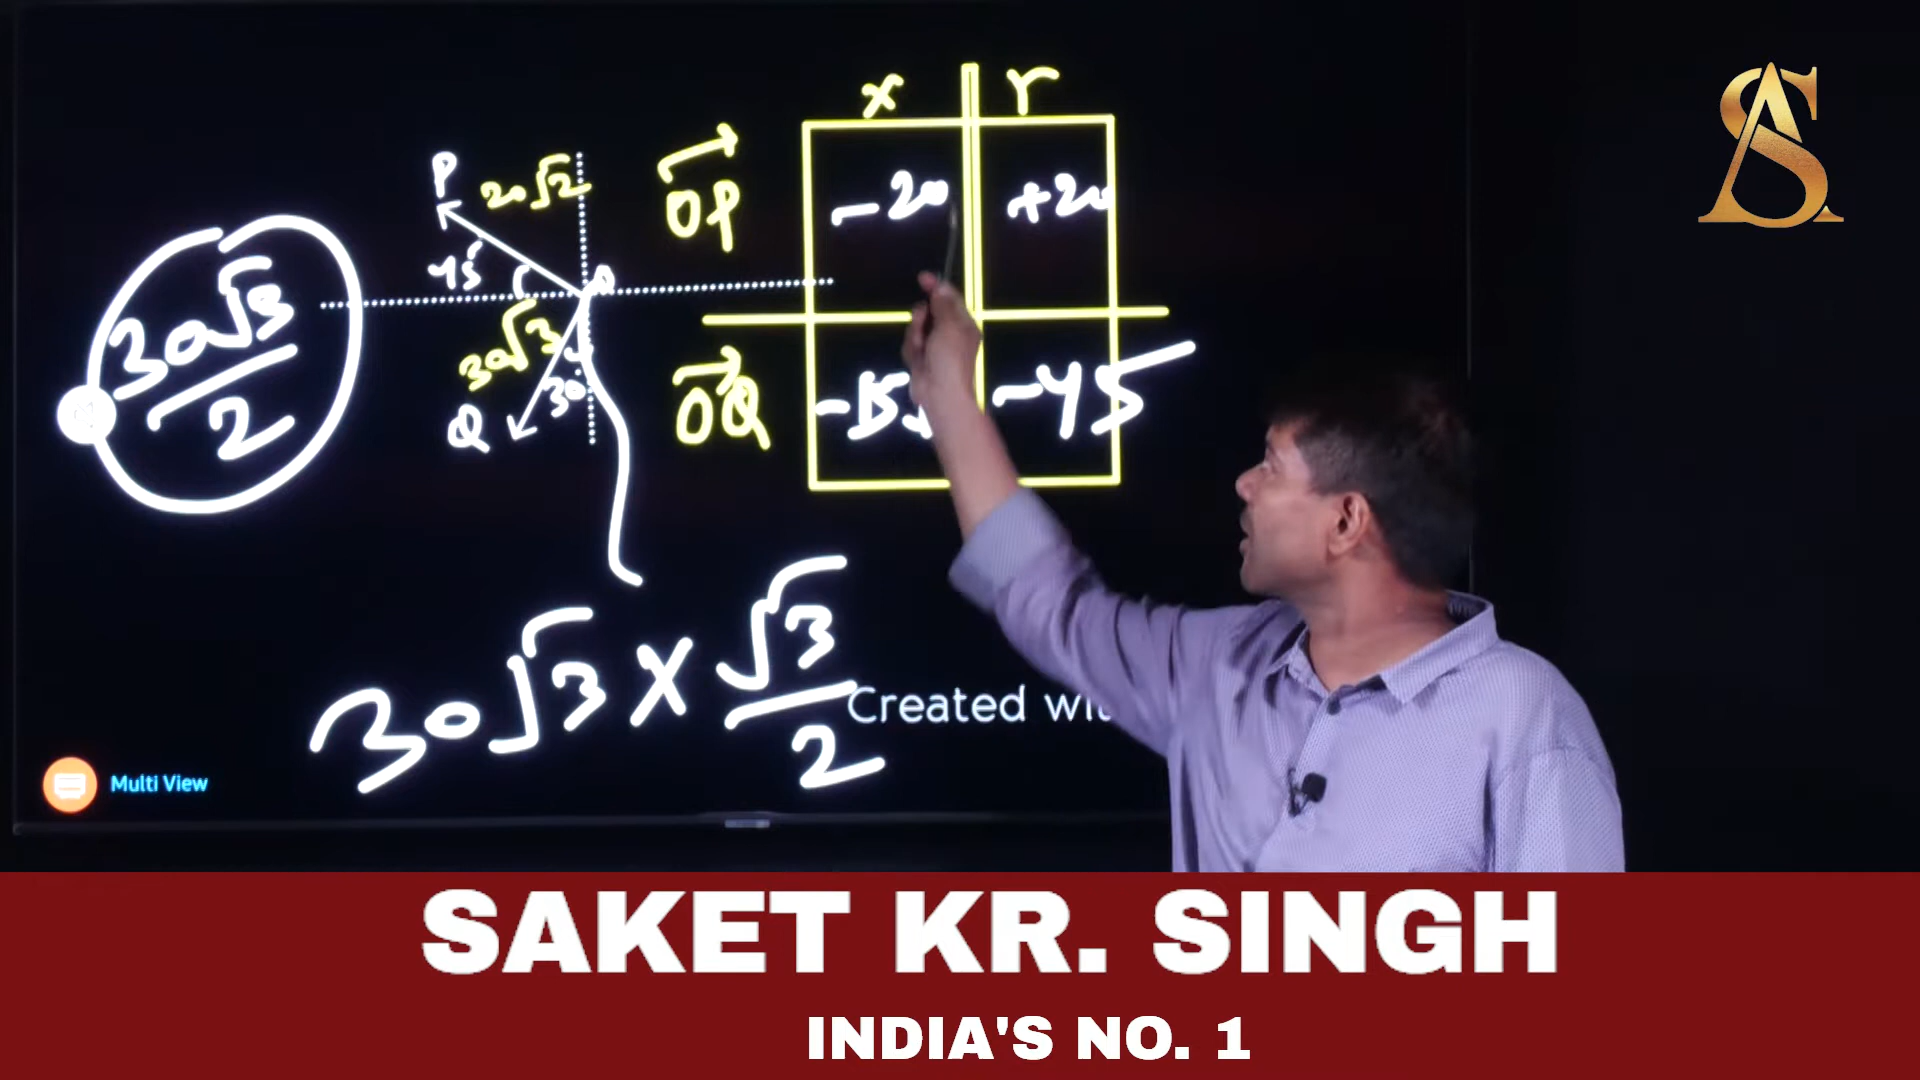 X Y
P 20√2
45
O
30√3
30
Q
OP -20 +20
OQ -45
30√3
2
30√3 × √3
2
Created
Multi View
SA
SAKET KR. SINGH
INDIA'S NO. 1